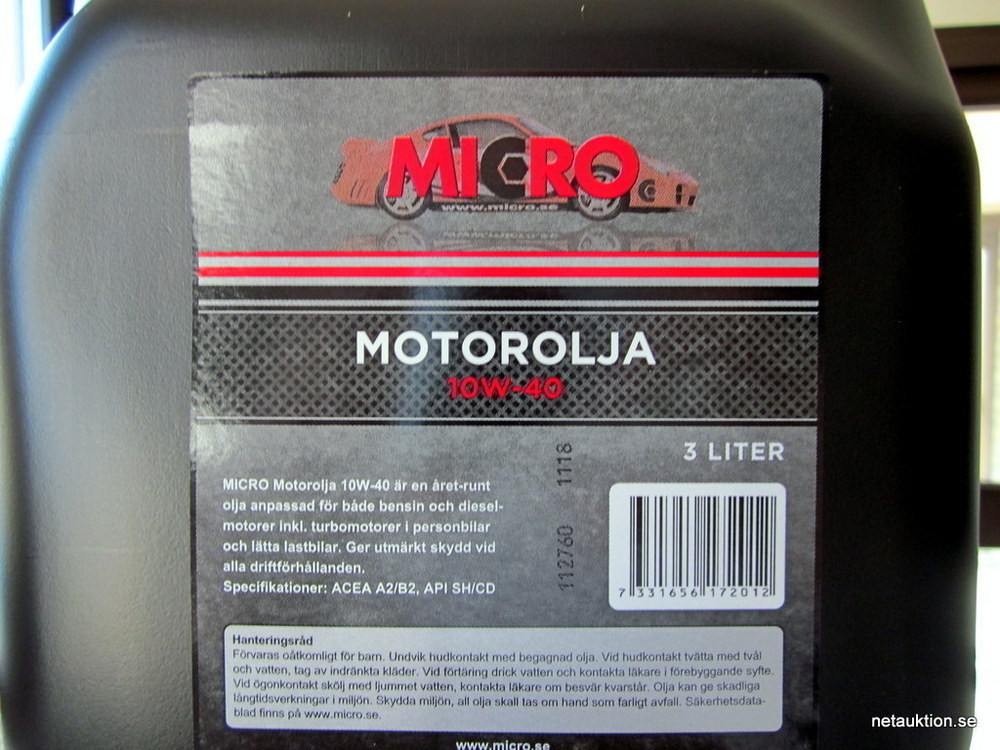 MICRO
www.micro.se
MOTOROLJA
10W-40
3 LITER
112760 1118
MICRO Motorolja 10W-40 är en året-runt
olja anpassad för både bensin och diesel-
motorer inkl. turbomotorer i personbilar
och lätta lastbilar. Ger utmärkt skydd vid
alla driftförhållanden.
Specifikationer: ACEA A2/B2, API SH/CD
7 331656 172012
Hanteringsråd
Förvaras oåtkomligt för barn. Undvik hudkontakt med begagnad olja. Vid hudkontakt tvätta med tvål
och vatten, tag av indränkta kläder. Vid förtäring drick vatten och kontakta läkare i förebyggande syfte.
Vid ögonkontakt skölj med ljummet vatten, kontakta läkare om besvär kvarstår. Olja kan ge skadliga
långtidsverkningar i miljön. Skydda miljön, all olja skall tas om hand som farligt avfall. Säkerhetsdata-
blad finns på www.micro.se.
www.micro.se
netauktion.se